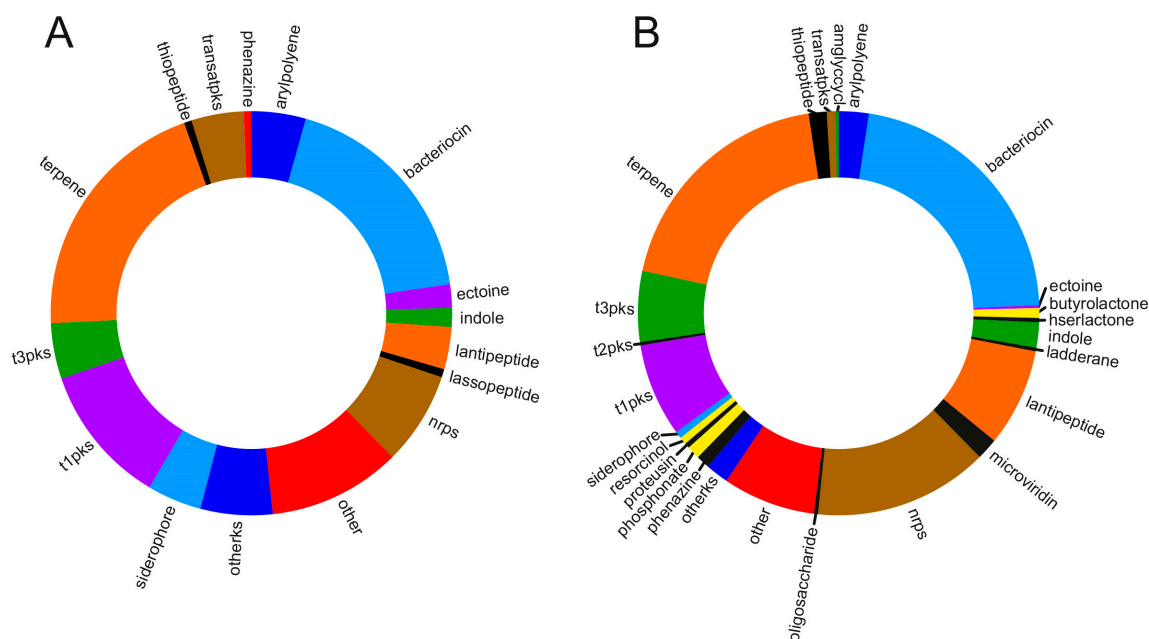 A
thiopeptide
transatpks
phenazine
arylpolyene
bacteriocin
ectoine
indole
lantipeptide
lassopeptide
nrps
other
otherks
siderophore
t1pks
t3pks
terpene
B
thiopeptide
transatpks
amglyccycl
arylpolyene
bacteriocin
ectoine
butyrolactone
hserlactone
indole
ladderane
lantipeptide
microviridin
nrps
oligosaccharide
other
otherks
phenazine
phosphonate
proteusin
resorcinol
siderophore
t1pks
t2pks
t3pks
terpene